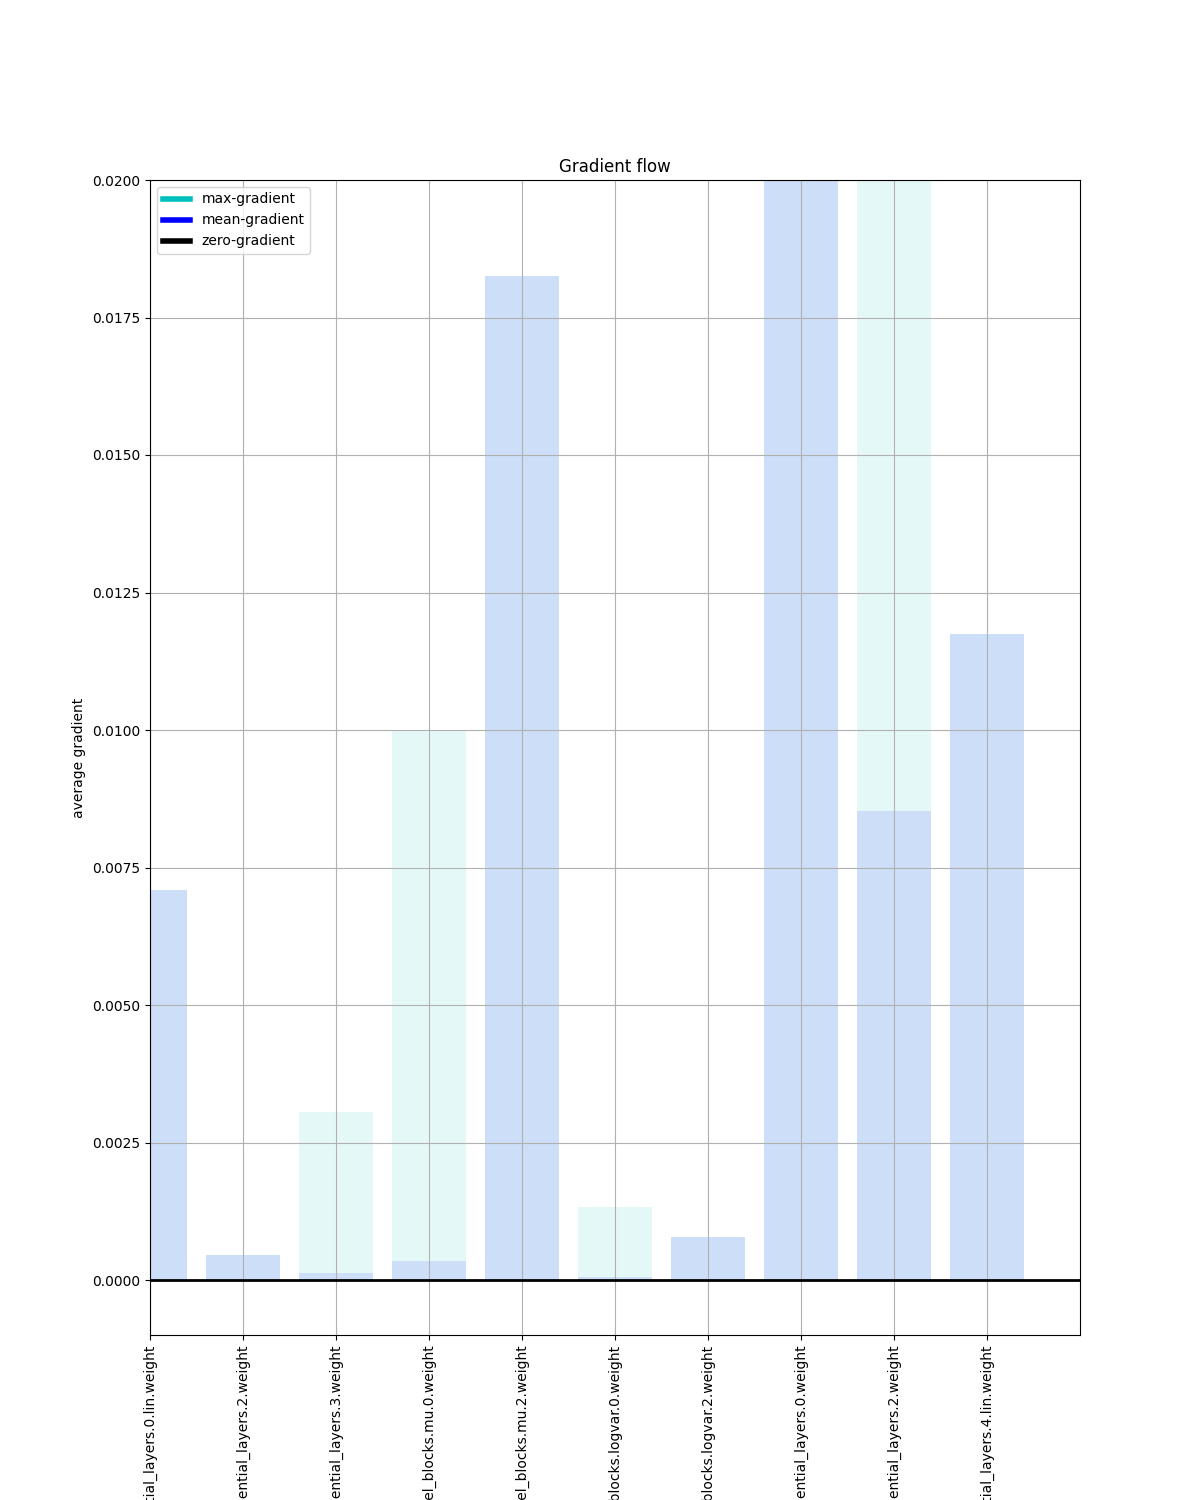 Gradient flow
max-gradient
mean-gradient
zero-gradient
0.0200
0.0175
0.0150
0.0125
0.0100
0.0075
0.0050
0.0025
0.0000
average gradient
tial_layers.0.lin.weight
ential_layers.2.weight
ential_layers.3.weight
el_blocks.mu.0.weight
el_blocks.mu.2.weight
blocks.logvar.0.weight
blocks.logvar.2.weight
ential_layers.0.weight
ential_layers.2.weight
tial_layers.4.lin.weight